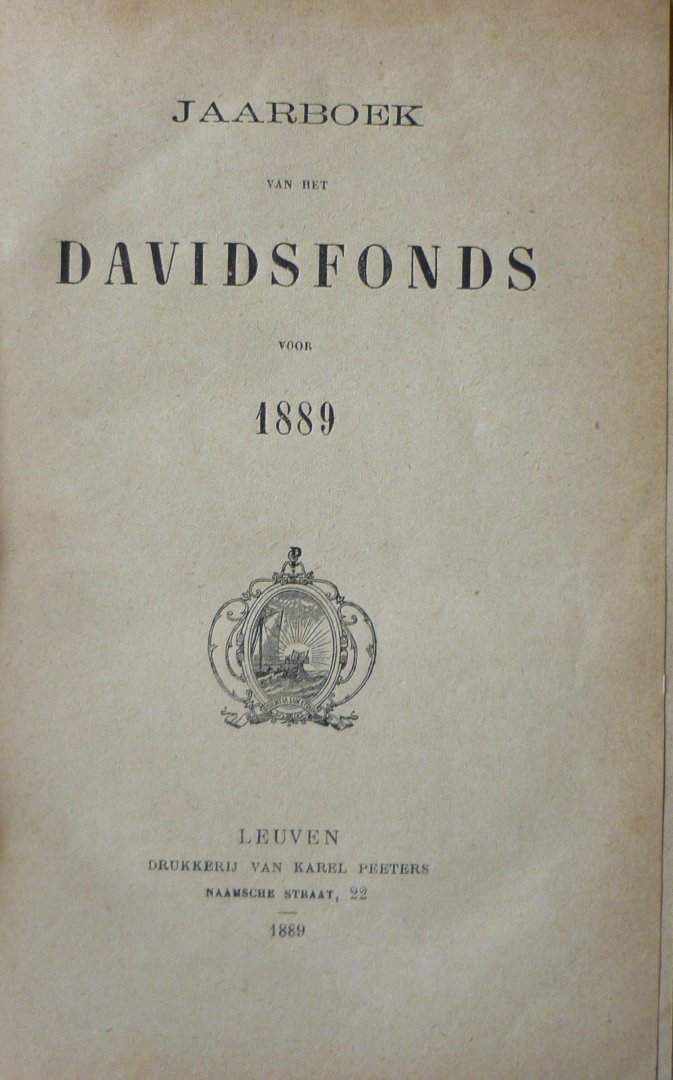 JAARBOEK
VAN HET
DAVIDSFONDS
VOOR
1889
LEUVEN
DRUKKERIJ VAN KAREL PEETERS
NAAMSCHE STRAAT, 22
1889